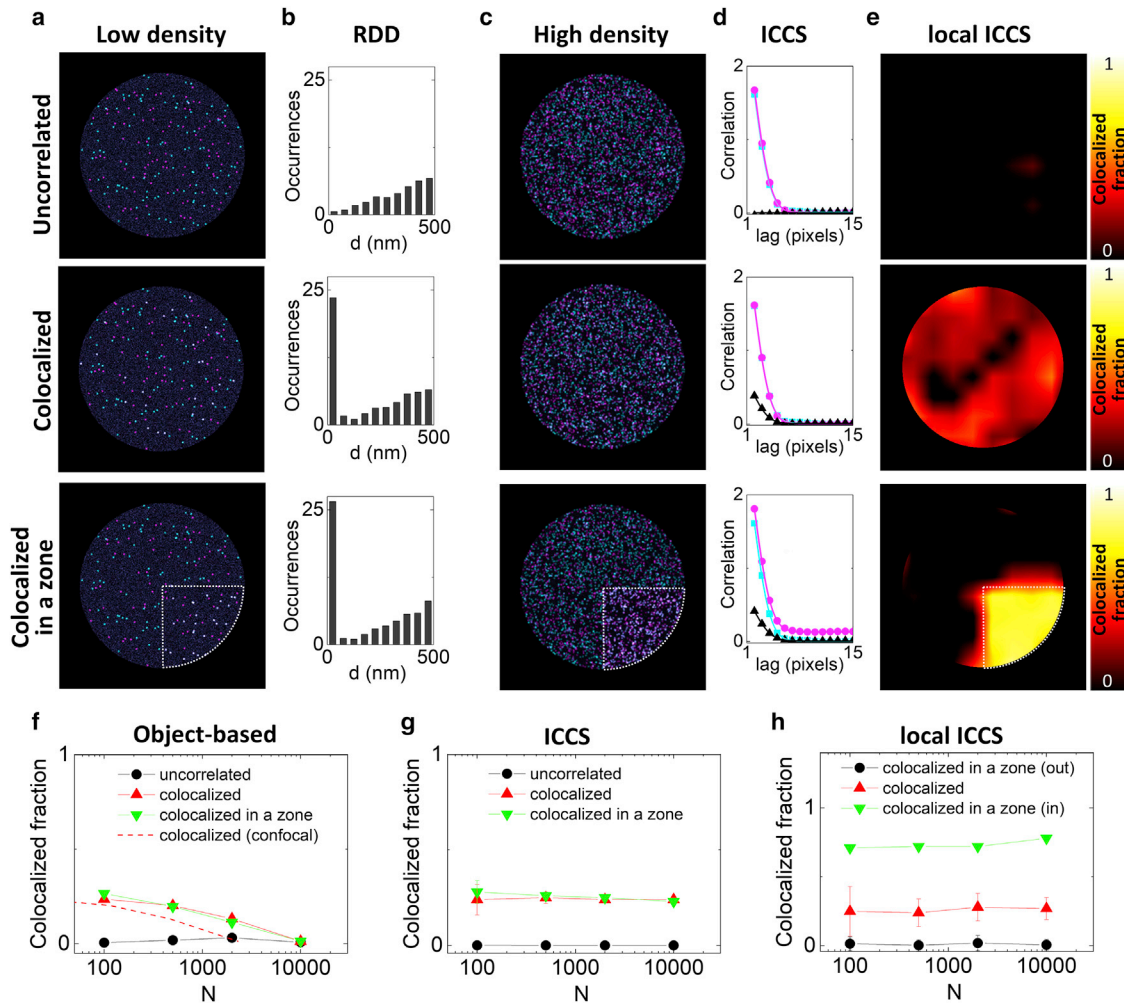 a b c d e
Low density RDD High density ICCS local ICCS
Uncorrelated
25
Occurrences
0
0 500
d (nm)
2
Correlation
0
1 15
lag (pixels)
1
Colocalized fraction
0
Colocalized
25
Occurrences
0
0 500
d (nm)
2
Correlation
0
1 15
lag (pixels)
1
Colocalized fraction
0
Colocalized
in a zone
25
Occurrences
0
0 500
d (nm)
2
Correlation
0
1 15
lag (pixels)
1
Colocalized fraction
0
f Object-based
1
Colocalized fraction
0
uncorrelated
colocalized
colocalized in a zone
colocalized (confocal)
100 1000 10000
N
g ICCS
1
Colocalized fraction
0
uncorrelated
colocalized
colocalized in a zone
100 1000 10000
N
h local ICCS
1
Colocalized fraction
0
colocalized in a zone (out)
colocalized
colocalized in a zone (in)
100 1000 10000
N